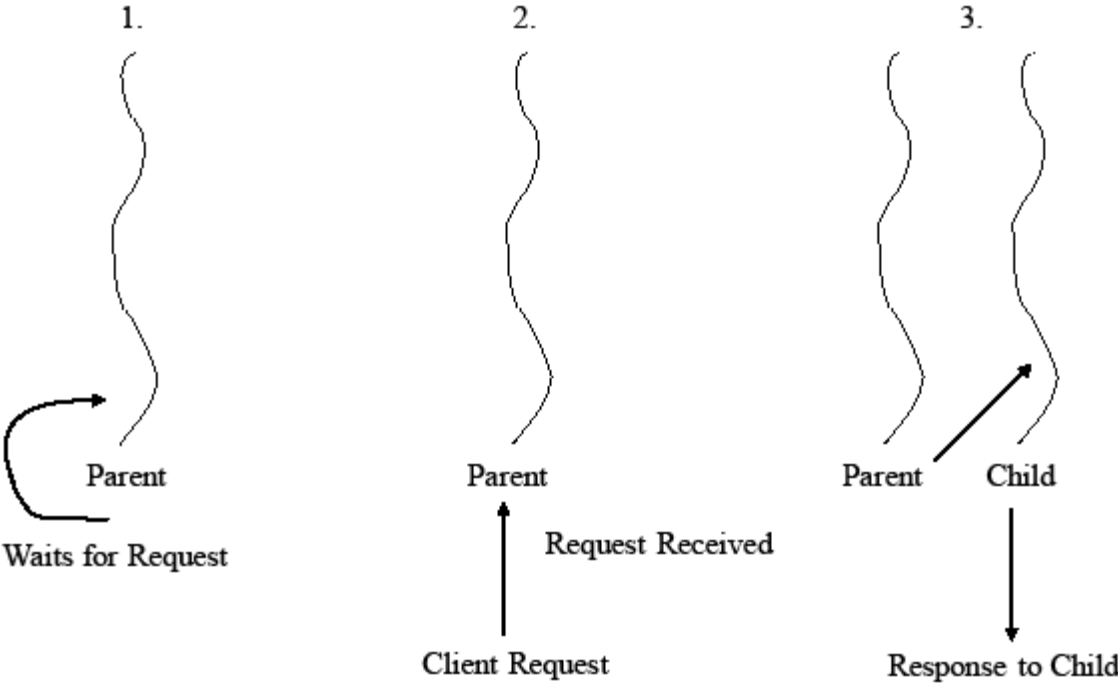 1.
2.
3.
Parent
Waits for Request
Parent
Request Received
Client Request
Parent
Child
Response to Child